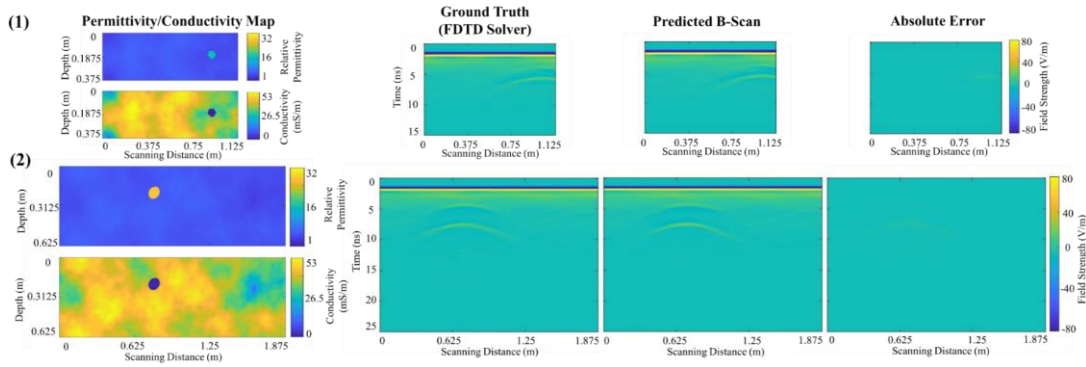 (1)
Permittivity/Conductivity Map
Ground Truth
(FDTD Solver)
Predicted B-Scan
Absolute Error
Depth (m)
0
0.1875
0.375
32
16
1
Relative
Permittivity
Depth (m)
0
0.1875
0.375
53
26.5
0
Conductivity
(mS/m)
0 0.375 0.75 1.125
Scanning Distance (m)
Time (ns)
0
5
10
15
0 0.375 0.75 1.125
Scanning Distance (m)
0 0.375 0.75 1.125
Scanning Distance (m)
0 0.375 0.75 1.125
Scanning Distance (m)
80
40
0
-40
-80
Field Strength (V/m)
(2)
Depth (m)
0
0.3125
0.625
32
16
1
Relative
Permittivity
Depth (m)
0
0.3125
0.625
53
26.5
0
Conductivity
(mS/m)
0 0.625 1.25 1.875
Scanning Distance (m)
Time (ns)
0
5
10
15
20
25
0 0.625 1.25 1.875
Scanning Distance (m)
0 0.625 1.25 1.875
Scanning Distance (m)
0 0.625 1.25 1.875
Scanning Distance (m)
80
40
0
-40
-80
Field Strength (V/m)